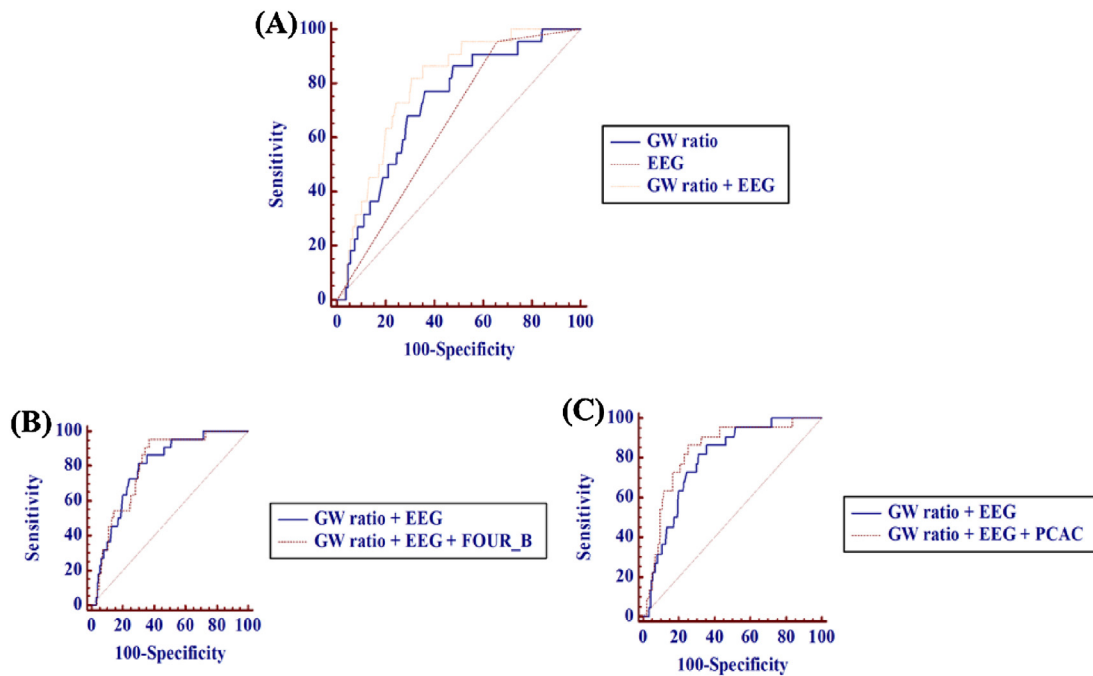 (A)
100
80
60
40
20
0
Sensitivity
0 20 40 60 80 100
100-Specificity
GW ratio
EEG
GW ratio + EEG
(B)
100
80
60
40
20
0
Sensitivity
0 20 40 60 80 100
100-Specificity
GW ratio + EEG
GW ratio + EEG + FOUR_B
(C)
100
80
60
40
20
0
Sensitivity
0 20 40 60 80 100
100-Specificity
GW ratio + EEG
GW ratio + EEG + PCAC